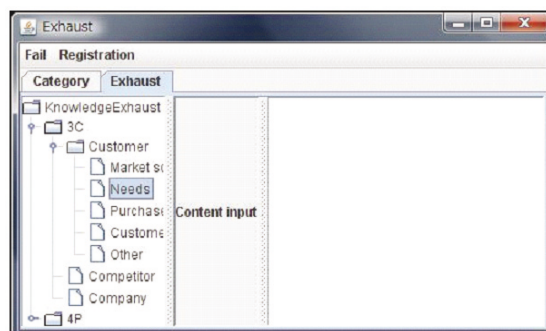 Exhaust
Fail Registration
Category Exhaust
KnowledgeExhaust
3C
Customer
Market
Needs
Purchase
Custome
Other
Competitor
Company
4P
Content input